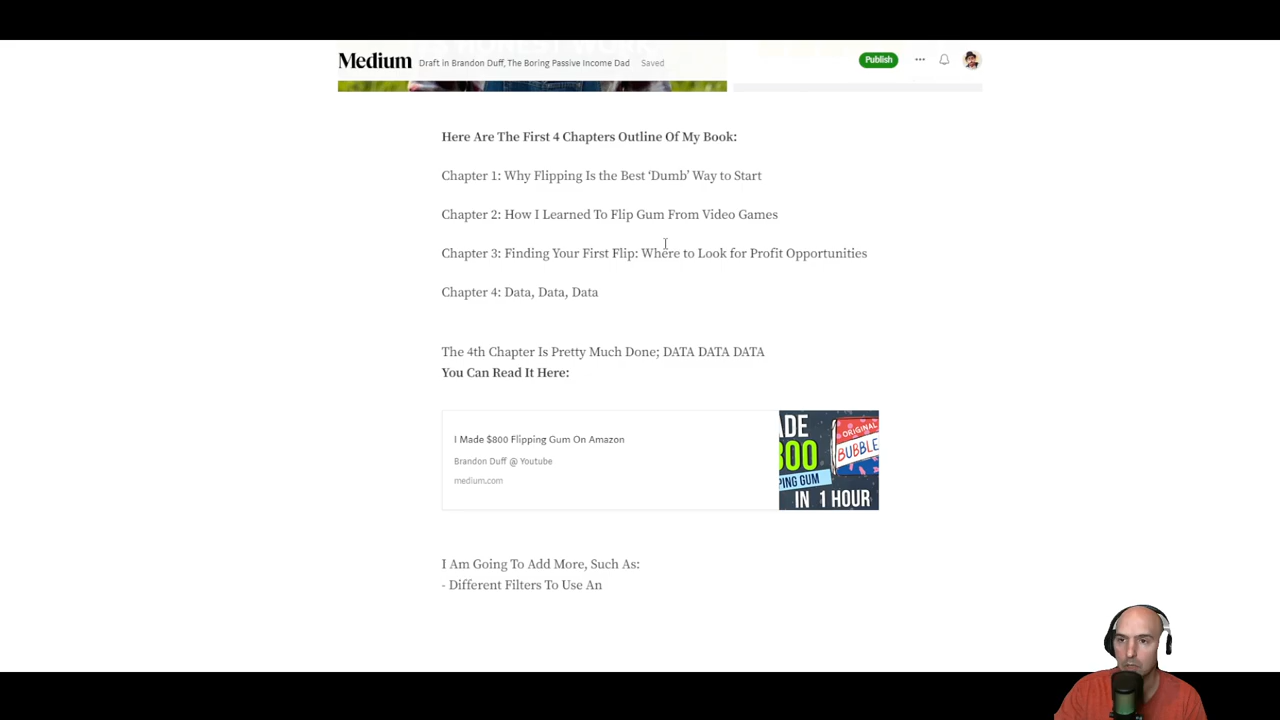 Medium Draft in Brandon Duff, The Boring Passive Income Dad Saved Publish
Here Are The First 4 Chapters Outline Of My Book:
Chapter 1: Why Flipping Is the Best ‘Dumb’ Way to Start
Chapter 2: How I Learned To Flip Gum From Video Games
Chapter 3: Finding Your First Flip: Where to Look for Profit Opportunities
Chapter 4: Data, Data, Data
The 4th Chapter Is Pretty Much Done; DATA DATA DATA
You Can Read It Here:
I Made $800 Flipping Gum On Amazon
Brandon Duff @ Youtube
medium.com
ADE
800
PING GUM
IN 1 HOUR
ORIGINAL
BUBBLE
I Am Going To Add More, Such As:
- Different Filters To Use An